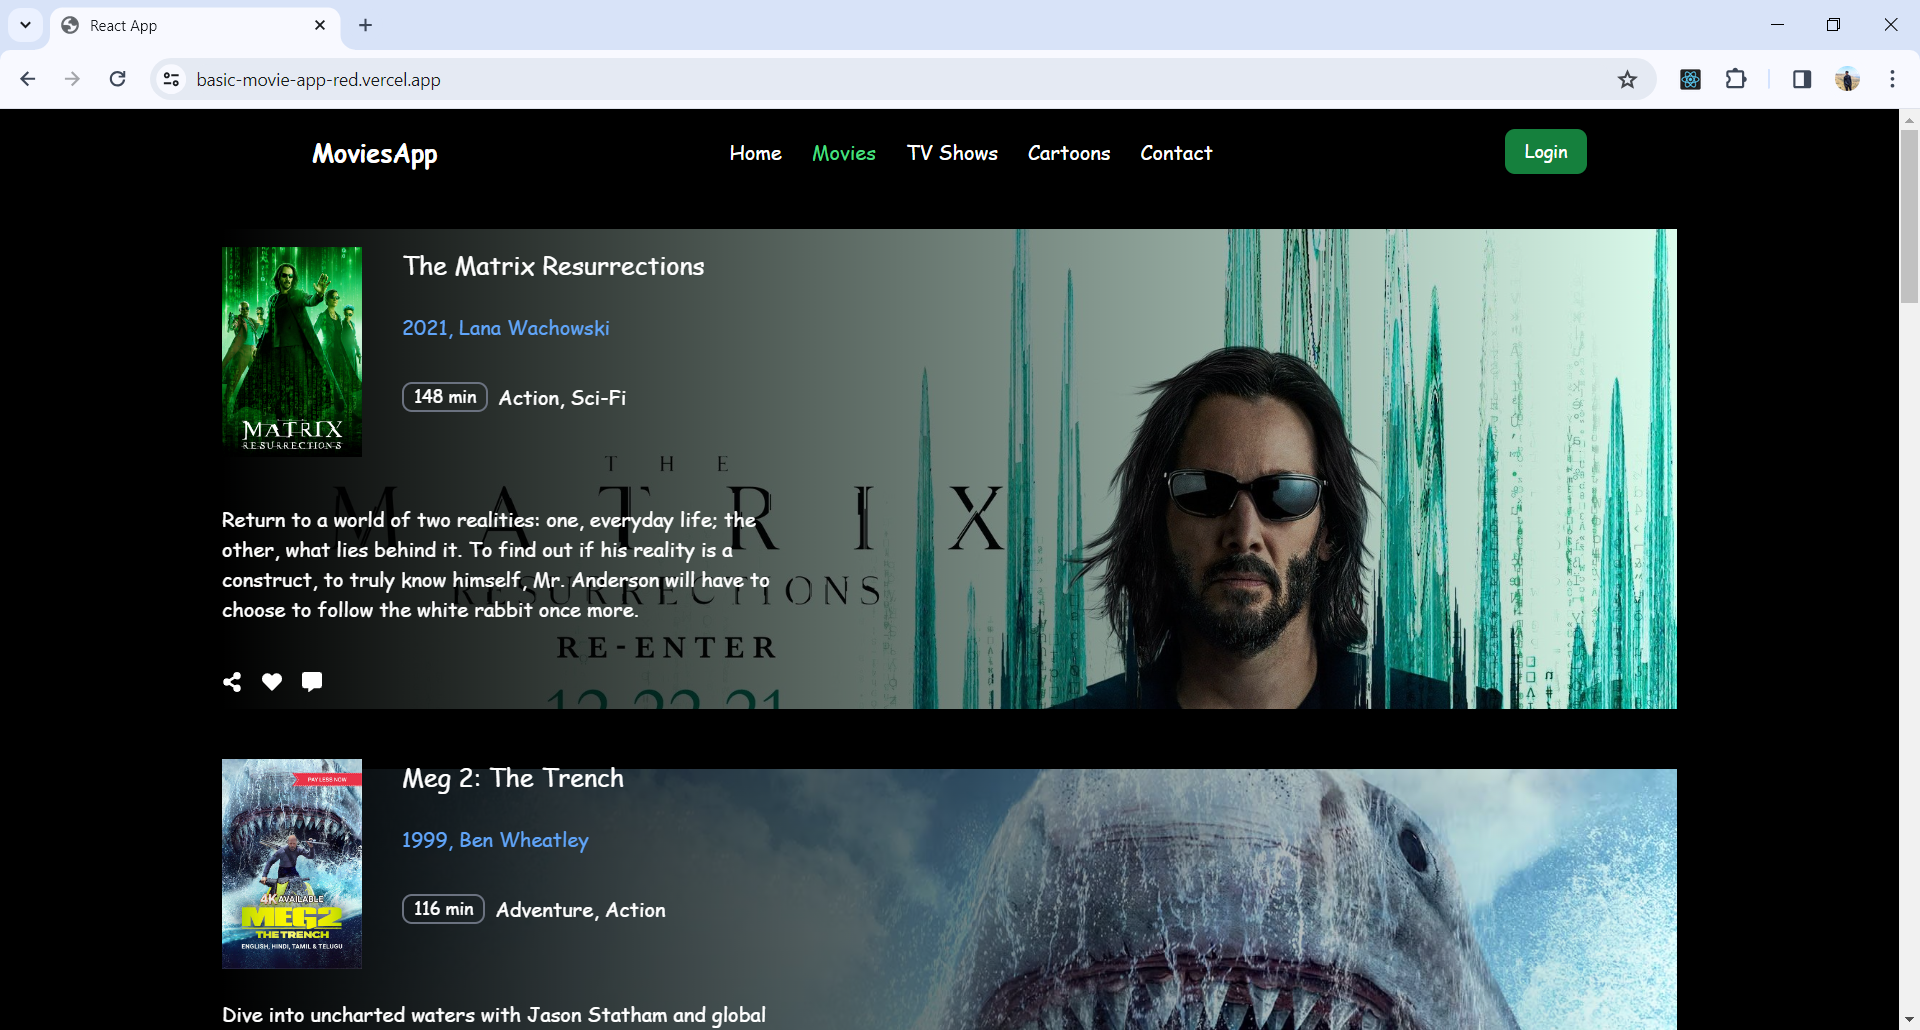 React App
basic-movie-app-red.vercel.app
MoviesApp
Home
Movies
TV Shows
Cartoons
Contact
Login
MATRIX
RESURRECTIONS
The Matrix Resurrections
2021, Lana Wachowski
148 min
Action, Sci-Fi
THE
MATRIX
RESURRECTIONS
RE-ENTER
12.22.21
Return to a world of two realities: one, everyday life; the
other, what lies behind it. To find out if his reality is a
construct, to truly know himself, Mr. Anderson will have to
choose to follow the white rabbit once more.
PAY LESS NOW
4K AVAILABLE
MEG2
THE TRENCH
ENGLISH, HINDI, TAMIL & TELUGU
Meg 2: The Trench
1999, Ben Wheatley
116 min
Adventure, Action
Dive into uncharted waters with Jason Statham and global